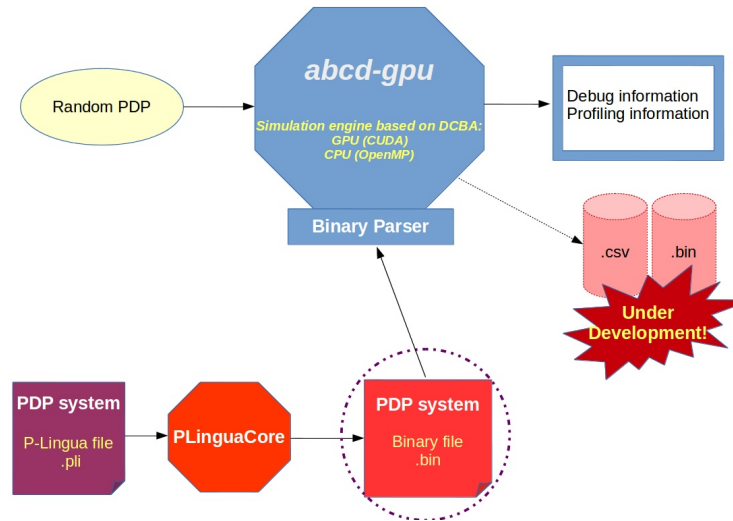 abcd-gpu
Random PDP
Simulation engine based on DCBA:
GPU (CUDA)
CPU (OpenMP)
Debug information
Profiling information
Binary Parser
.csv
.bin
Under
Development!
PDP system
P-Lingua file
.pli
PLinguaCore
PDP system
Binary file
.bin